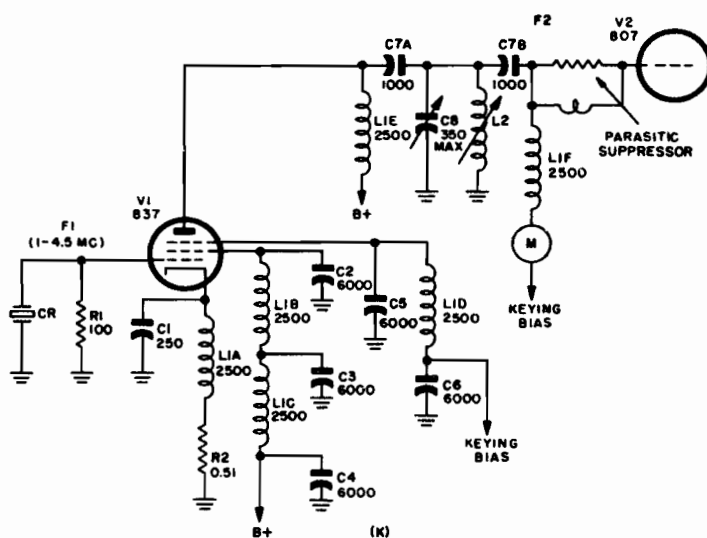 F2
V2
807
C7A
1000
C7B
1000
L1E
2500
C8
350
MAX
L2
PARASITIC
SUPPRESSOR
L1F
2500
B+
M
KEYING
BIAS
V1
837
F1
(1-4.5 MC)
CR
R1
100
C1
250
L1A
2500
R2
0.51
L1B
2500
C2
6000
C3
6000
L1C
2500
C4
6000
B+
C5
6000
L1D
2500
C6
6000
KEYING
BIAS
(K)